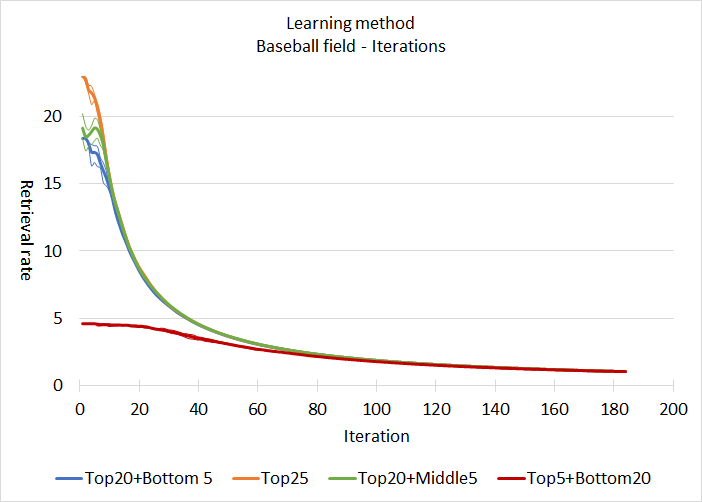 Learning method
Baseball field - Iterations
20
15
10
5
0
Retrieval rate
0 20 40 60 80 100 120 140 160 180 200
Iteration
Top20+Bottom 5 Top25 Top20+Middle5 Top5+Bottom20